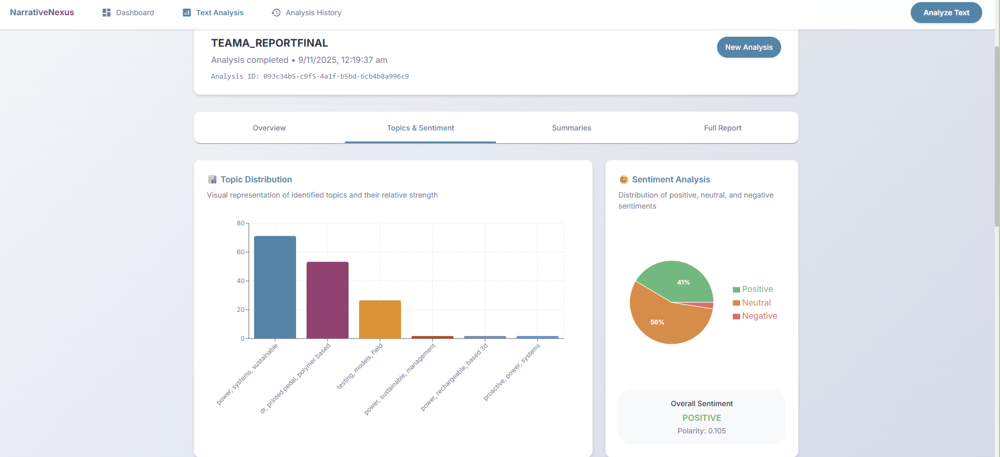 NarrativeNexus
Dashboard
Text Analysis
Analysis History
Analyze Text
TEAMA_REPORTFINAL
New Analysis
Analysis completed • 9/11/2025, 12:19:37 am
Analysis ID: 093c34b5-c9f5-4a1f-b5bd-6cb4b8a996c9
Overview
Topics & Sentiment
Summaries
Full Report
Topic Distribution
Visual representation of identified topics and their relative strength
80
60
40
20
0
power, systems, sustainable
dr, printed pedal, polymer based
testing, models, field
power, sustainable, management
power, rechargeable, based 3d
proactive, power, systems
Sentiment Analysis
Distribution of positive, neutral, and negative
sentiments
41%
56%
Positive
Neutral
Negative
Overall Sentiment
POSITIVE
Polarity: 0.105